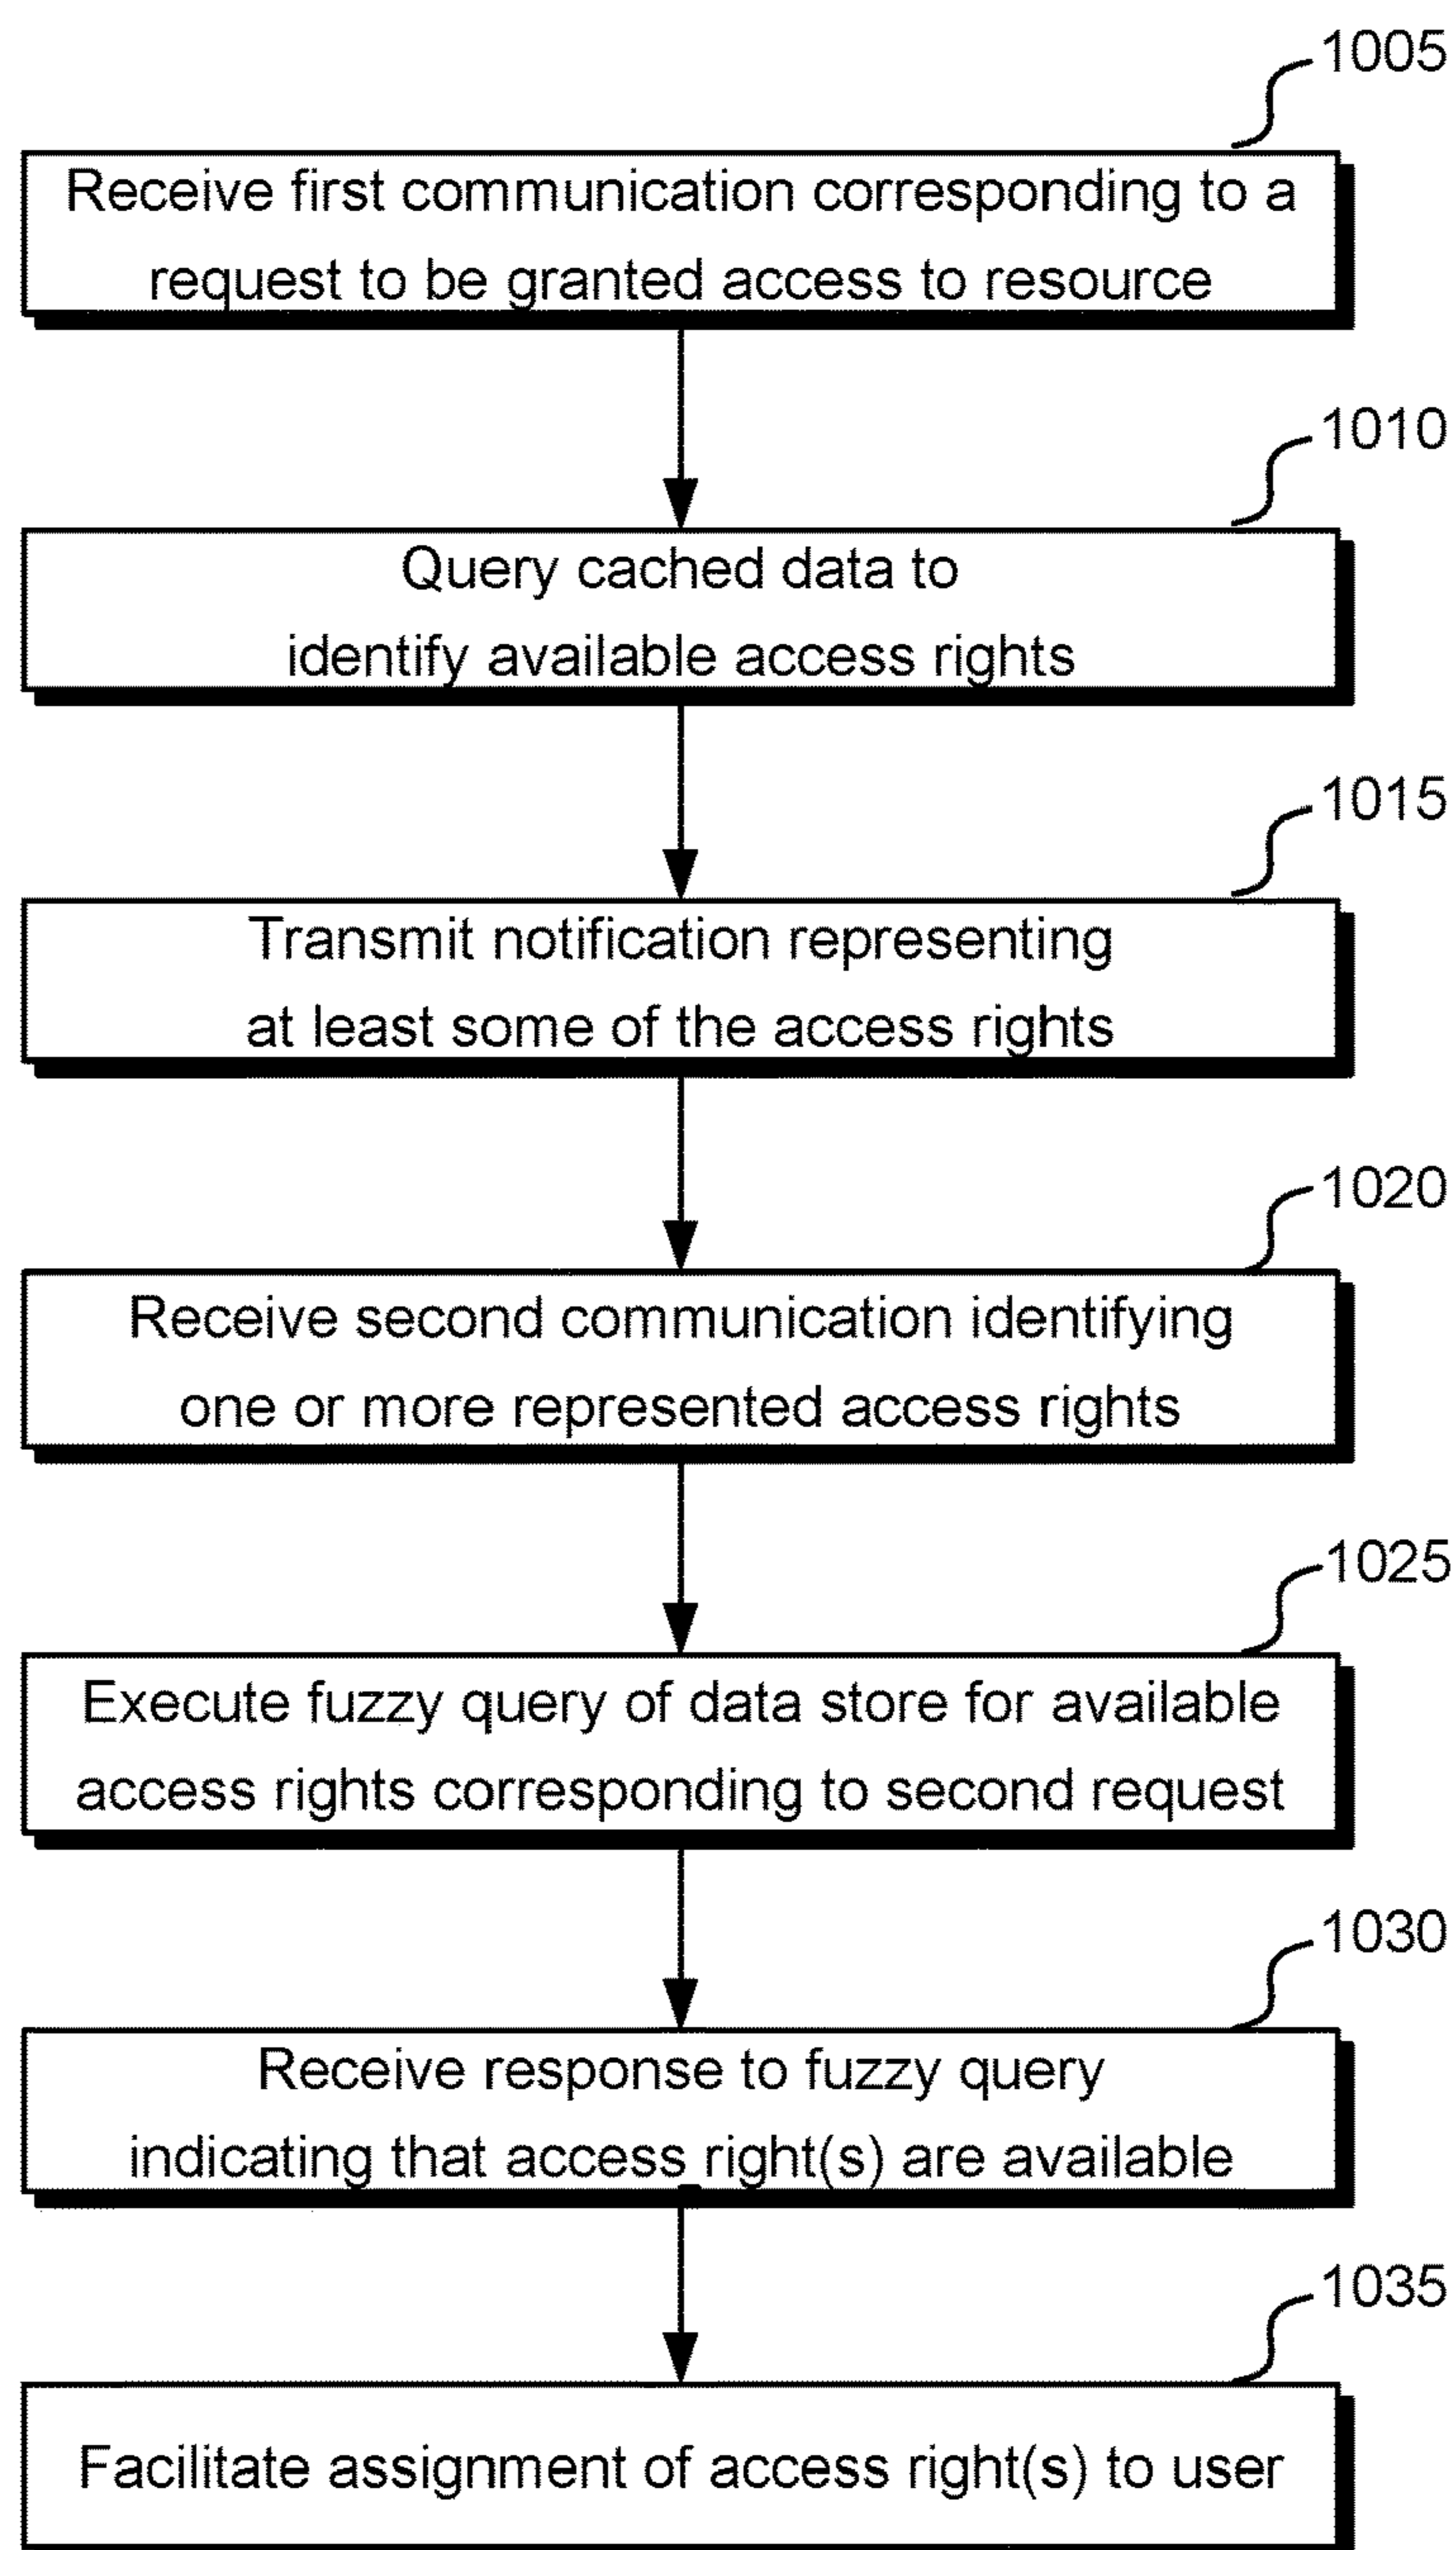 1005
Receive first communication corresponding to a
request to be granted access to resource
1010
Query cached data to
identify available access rights
1015
Transmit notification representing
at least some of the access rights
1020
Receive second communication identifying
one or more represented access rights
1025
Execute fuzzy query of data store for available
access rights corresponding to second request
1030
Receive response to fuzzy query
indicating that access right(s) are available
1035
Facilitate assignment of access right(s) to user